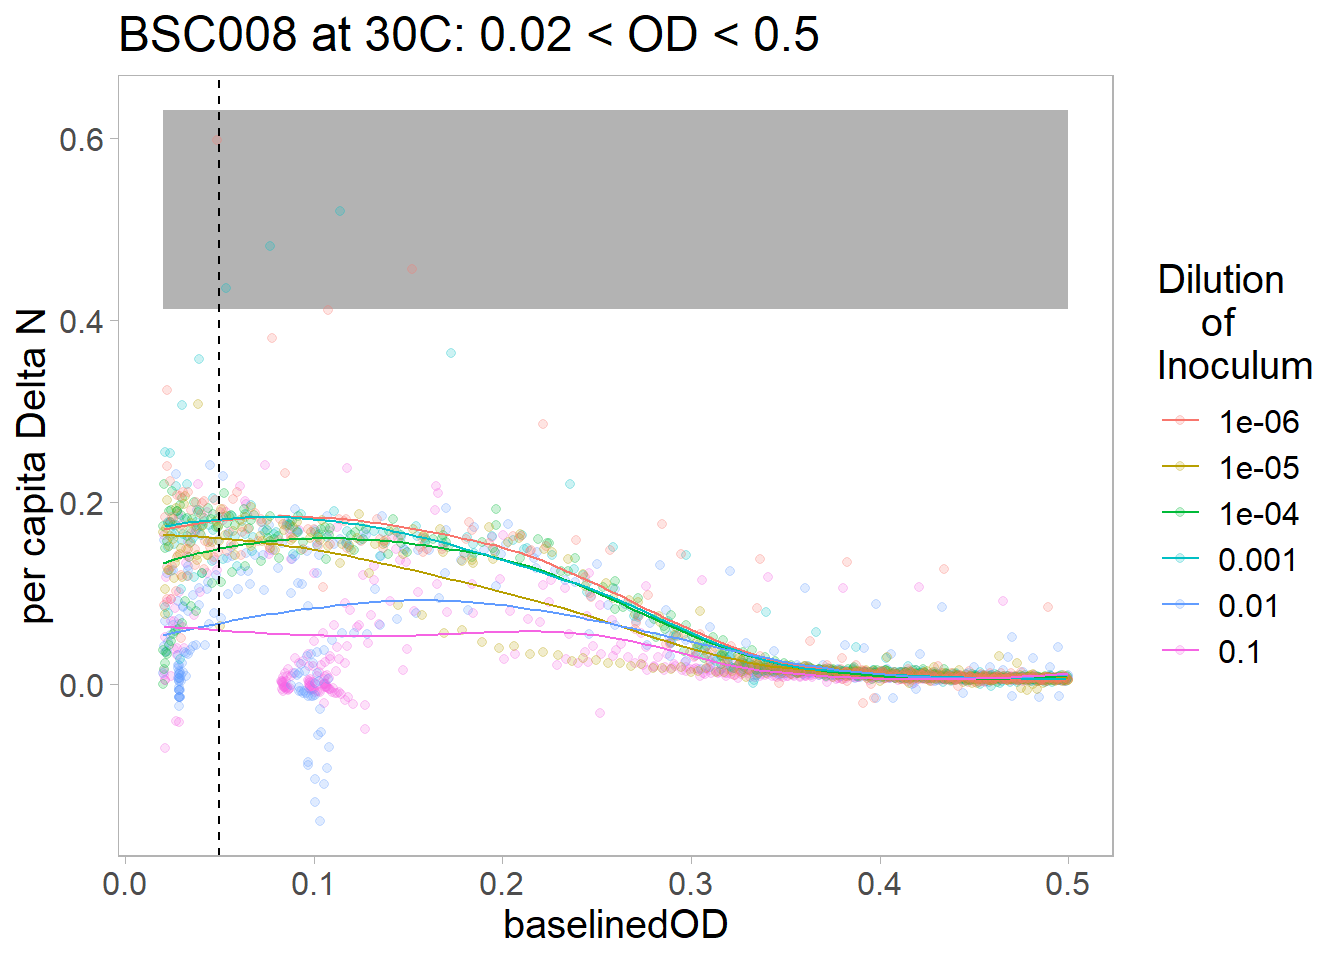 BSC008 at 30C: 0.02 < OD < 0.5
per capita Delta N
0.6
0.4
0.2
0.0
0.0 0.1 0.2 0.3 0.4 0.5
baselinedOD
Dilution
of
Inoculum
1e-06
1e-05
1e-04
0.001
0.01
0.1